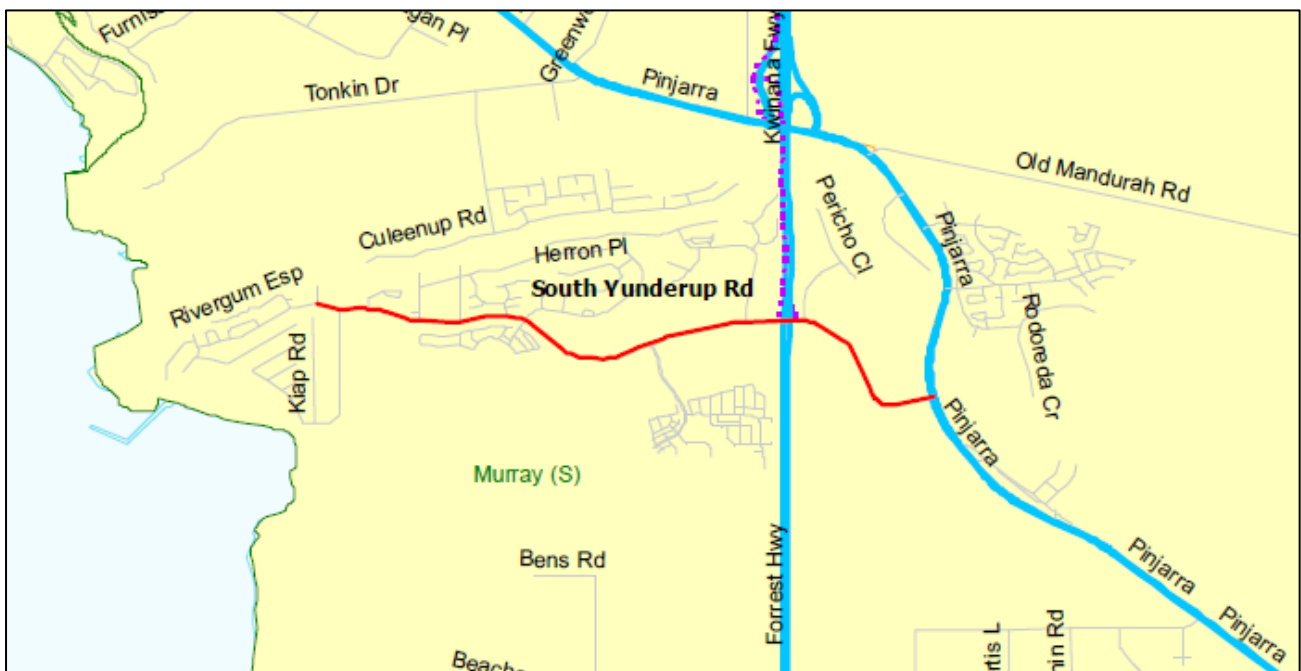 Kwinana Fwy
Greenw
Pinjarra
Tonkin Dr
Old Mandurah Rd
Pericho Cl
Culeenup Rd
Pinjarra
Herron Pl
South Yunderup Rd
Rivergum Esp
Rodoreda Cr
Kiap Rd
Pinjarra
Murray (S)
Bens Rd
Forrest Hwy
Pinjarra
Pinjarra